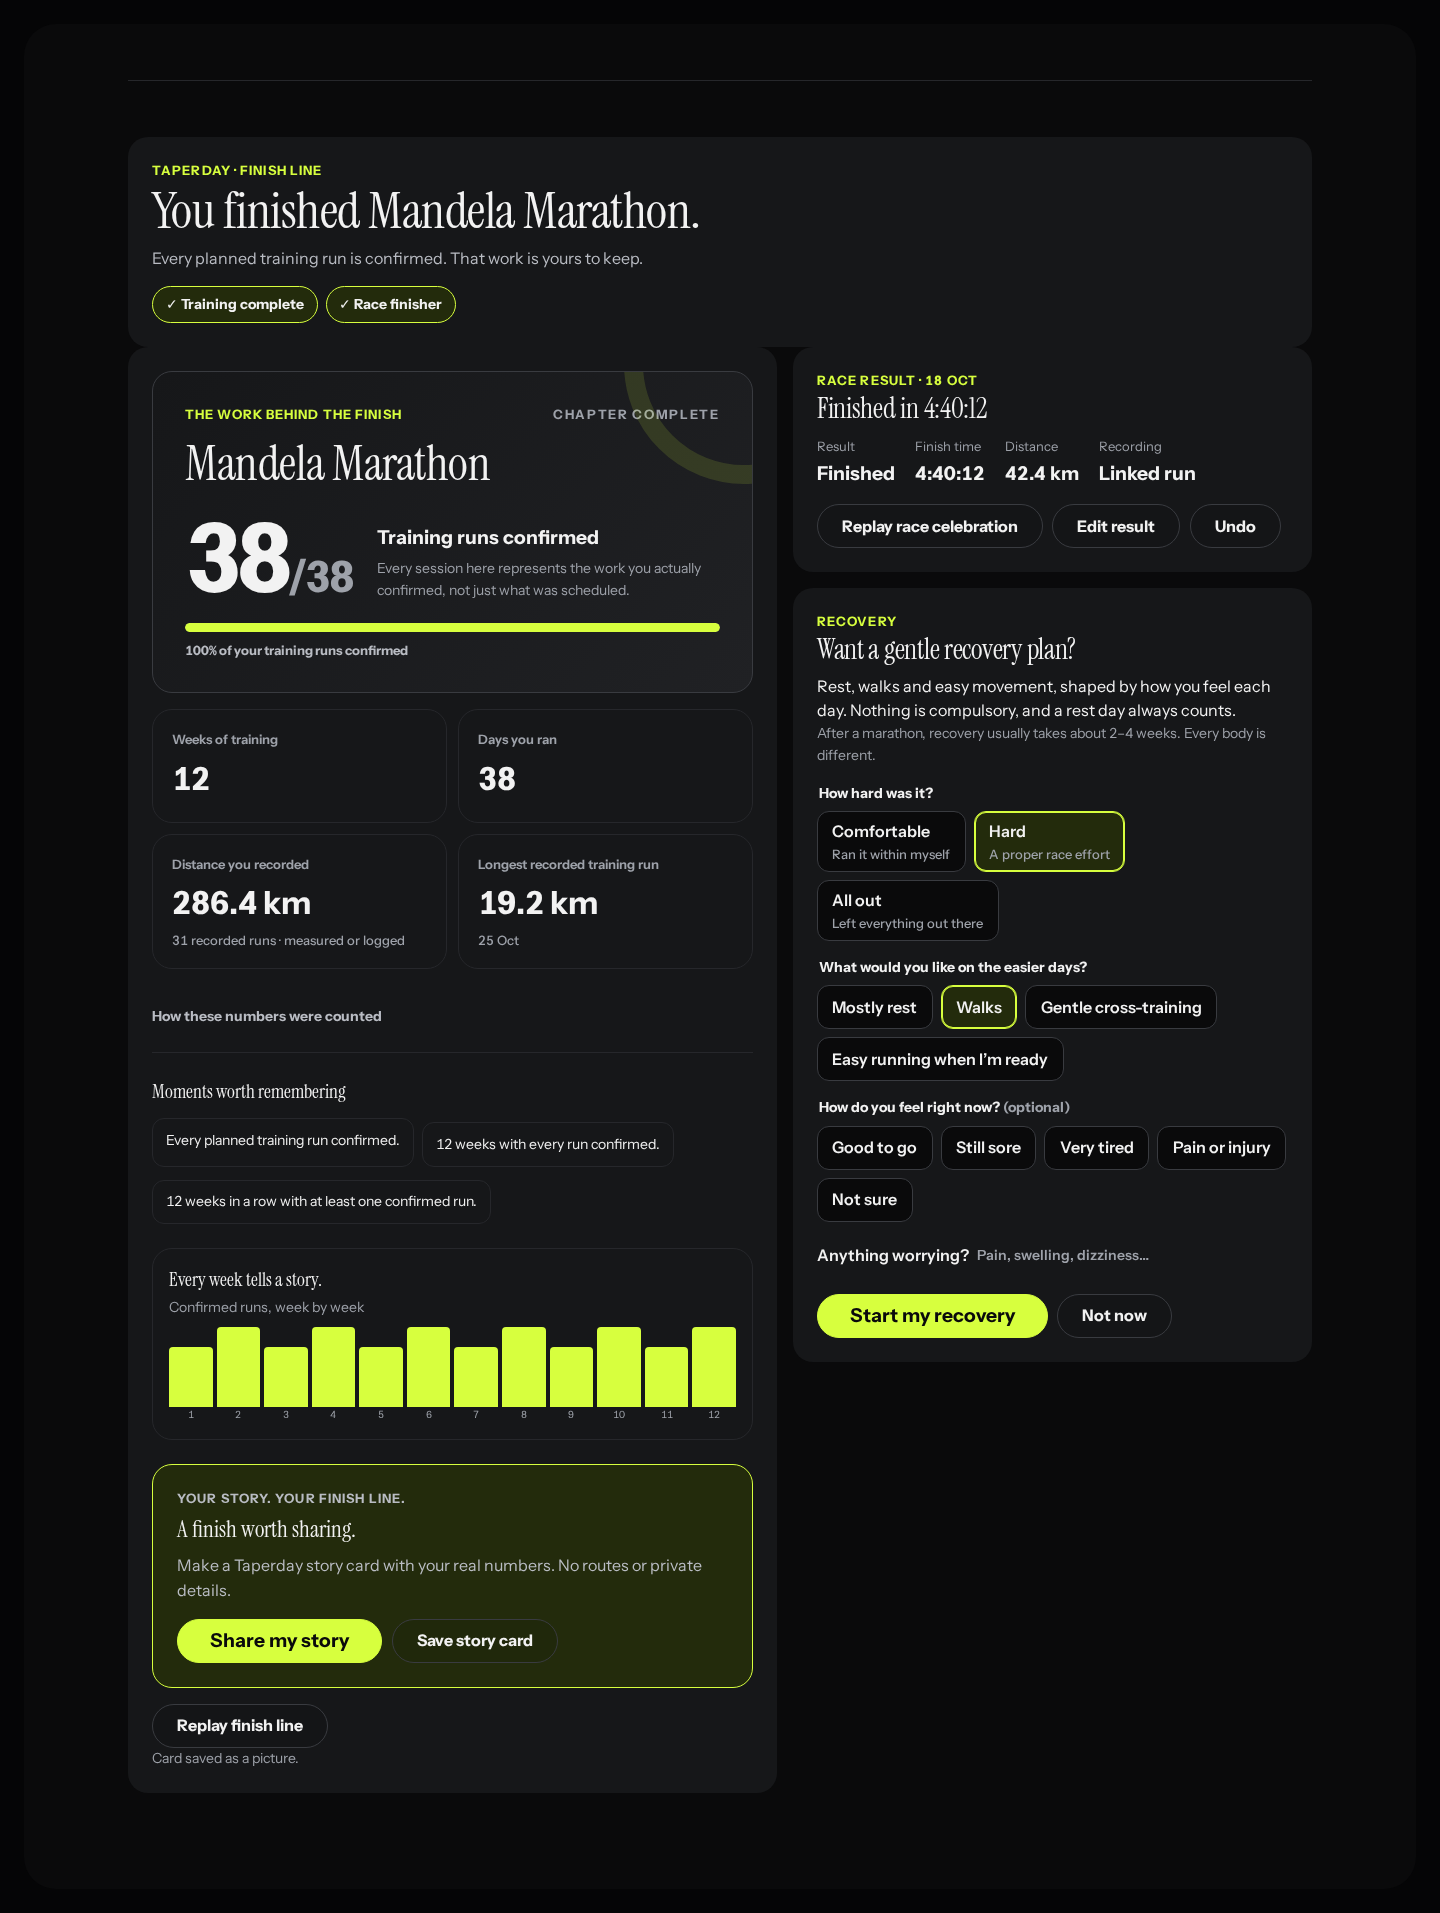 TAPERDAY · FINISH LINE
You finished Mandela Marathon.
Every planned training run is confirmed. That work is yours to keep.
✓ Training complete
✓ Race finisher
THE WORK BEHIND THE FINISH
CHAPTER COMPLETE
Mandela Marathon
38/38
Training runs confirmed
Every session here represents the work you actually
confirmed, not just what was scheduled.
100% of your training runs confirmed
Weeks of training
12
Days you ran
38
Distance you recorded
286.4 km
31 recorded runs · measured or logged
Longest recorded training run
19.2 km
25 Oct
How these numbers were counted
Moments worth remembering
Every planned training run confirmed.
12 weeks with every run confirmed.
12 weeks in a row with at least one confirmed run.
Every week tells a story.
Confirmed runs, week by week
1 2 3 4 5 6 7 8 9 10 11 12
YOUR STORY. YOUR FINISH LINE.
A finish worth sharing.
Make a Taperday story card with your real numbers. No routes or private
details.
Share my story
Save story card
Replay finish line
Card saved as a picture.
RACE RESULT · 18 OCT
Finished in 4:40:12
Result Finish time Distance Recording
Finished 4:40:12 42.4 km Linked run
Replay race celebration
Edit result
Undo
RECOVERY
Want a gentle recovery plan?
Rest, walks and easy movement, shaped by how you feel each
day. Nothing is compulsory, and a rest day always counts.
After a marathon, recovery usually takes about 2–4 weeks. Every body is
different.
How hard was it?
Comfortable
Ran it within myself
Hard
A proper race effort
All out
Left everything out there
What would you like on the easier days?
Mostly rest
Walks
Gentle cross-training
Easy running when I’m ready
How do you feel right now? (optional)
Good to go
Still sore
Very tired
Pain or injury
Not sure
Anything worrying? Pain, swelling, dizziness…
Start my recovery
Not now